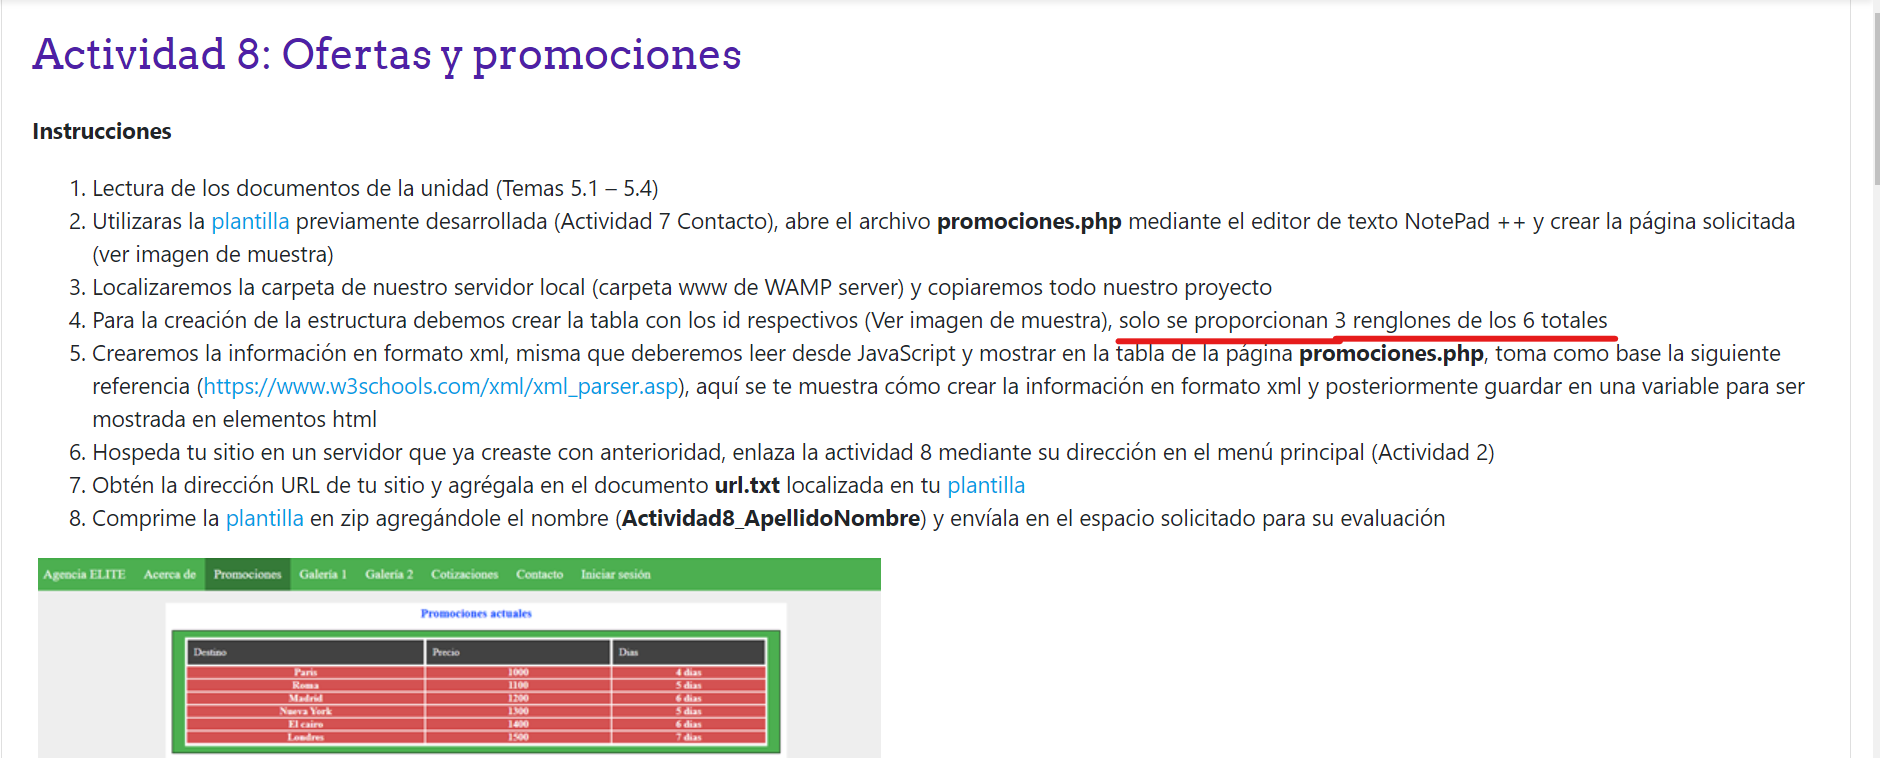 Actividad 8: Ofertas y promociones
Instrucciones
1. Lectura de los documentos de la unidad (Temas 5.1 – 5.4)
2. Utilizaras la plantilla previamente desarrollada (Actividad 7 Contacto), abre el archivo promociones.php mediante el editor de texto NotePad ++ y crear la página solicitada
(ver imagen de muestra)
3. Localizaremos la carpeta de nuestro servidor local (carpeta www de WAMP server) y copiaremos todo nuestro proyecto
4. Para la creación de la estructura debemos crear la tabla con los id respectivos (Ver imagen de muestra), solo se proporcionan 3 renglones de los 6 totales
5. Crearemos la información en formato xml, misma que deberemos leer desde JavaScript y mostrar en la tabla de la página promociones.php, toma como base la siguiente
referencia (https://www.w3schools.com/xml/xml_parser.asp), aquí se te muestra cómo crear la información en formato xml y posteriormente guardar en una variable para ser
mostrada en elementos html
6. Hospeda tu sitio en un servidor que ya creaste con anterioridad, enlaza la actividad 8 mediante su dirección en el menú principal (Actividad 2)
7. Obtén la dirección URL de tu sitio y agrégala en el documento url.txt localizada en tu plantilla
8. Comprime la plantilla en zip agregándole el nombre (Actividad8_ApellidoNombre) y envíala en el espacio solicitado para su evaluación
Agencia ELITE Acerca de Promociones Galería 1 Galería 2 Cotizaciones Contacto Iniciar sesión
Promociones actuales
Destino Precio Dias
Paris 1000 4 dias
Roma 1100 5 dias
Madrid 1200 6 dias
Nueva York 1300 5 dias
El cairo 1400 6 dias
Londres 1500 7 dias